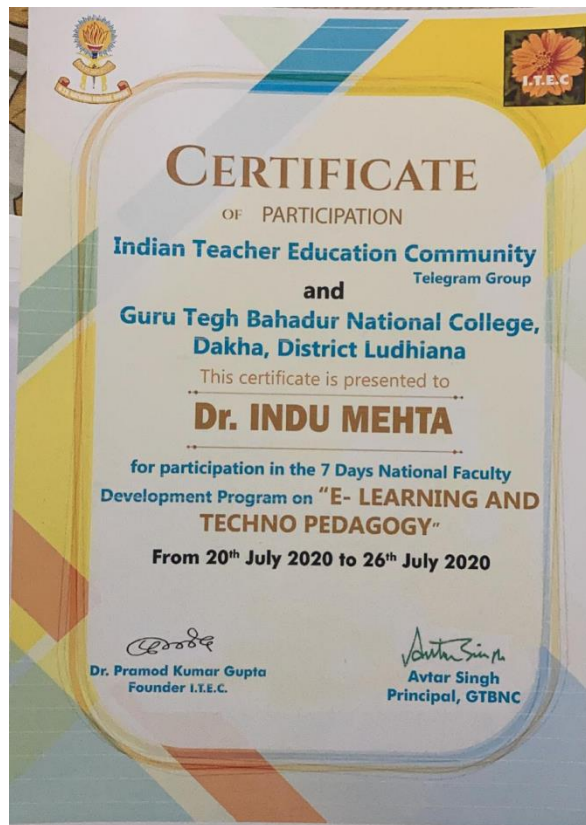 I.T.E.C
CERTIFICATE
OF PARTICIPATION
Indian Teacher Education Community
Telegram Group
and
Guru Tegh Bahadur National College,
Dakha, District Ludhiana
This certificate is presented to
Dr. INDU MEHTA
for participation in the 7 Days National Faculty
Development Program on "E- LEARNING AND
TECHNO PEDAGOGY"
From 20th July 2020 to 26th July 2020
Dr. Pramod Kumar Gupta
Founder I.T.E.C.
Avtar Singh
Avtar Singh
Principal, GTBNC